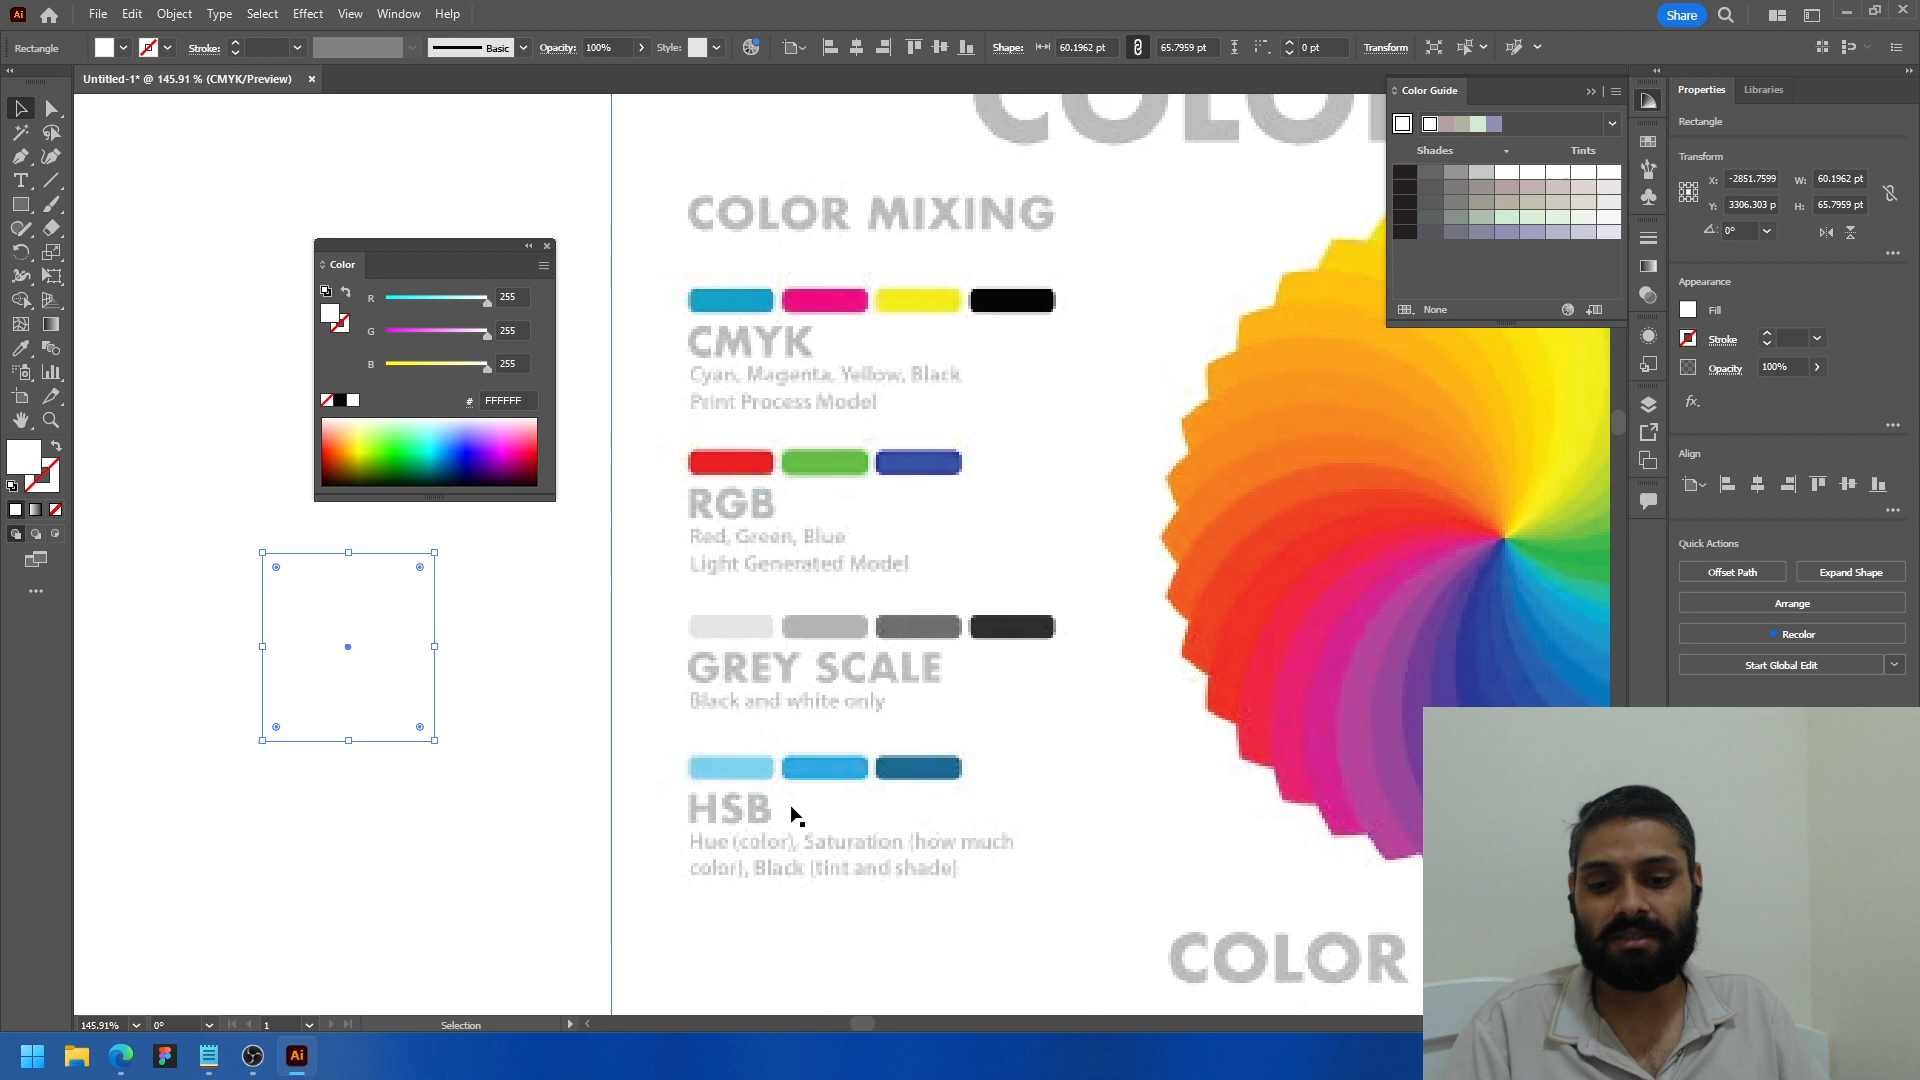 Ai File Edit Object Type Select Effect View Window Help Share
Rectangle Stroke: Basic Opacity: 100% Style: Shape: 60.1962 pt 65.7959 pt 0 pt Transform
Untitled-1* @ 145.91 % (CMYK/Preview) ×
COLOR
Color Guide
Shades Tints
None
Properties Libraries
Rectangle
Transform
X: -2851.7599 W: 60.1962 pt
Y: 3306.303 p H: 65.7959 pt
0°
Appearance
Fill
Stroke
Opacity 100%
fx.
Align
Quick Actions
Offset Path Expand Shape
Arrange
Recolor
Start Global Edit
Color
R 255
G 255
B 255
# FFFFFF
COLOR MIXING
CMYK
Cyan, Magenta, Yellow, Black
Print Process Model
RGB
Red, Green, Blue
Light Generated Model
GREY SCALE
Black and white only
HSB
Hue (color), Saturation (how much
color), Black (tint and shade)
COLOR
145.91% 0° 1 Selection
Ai